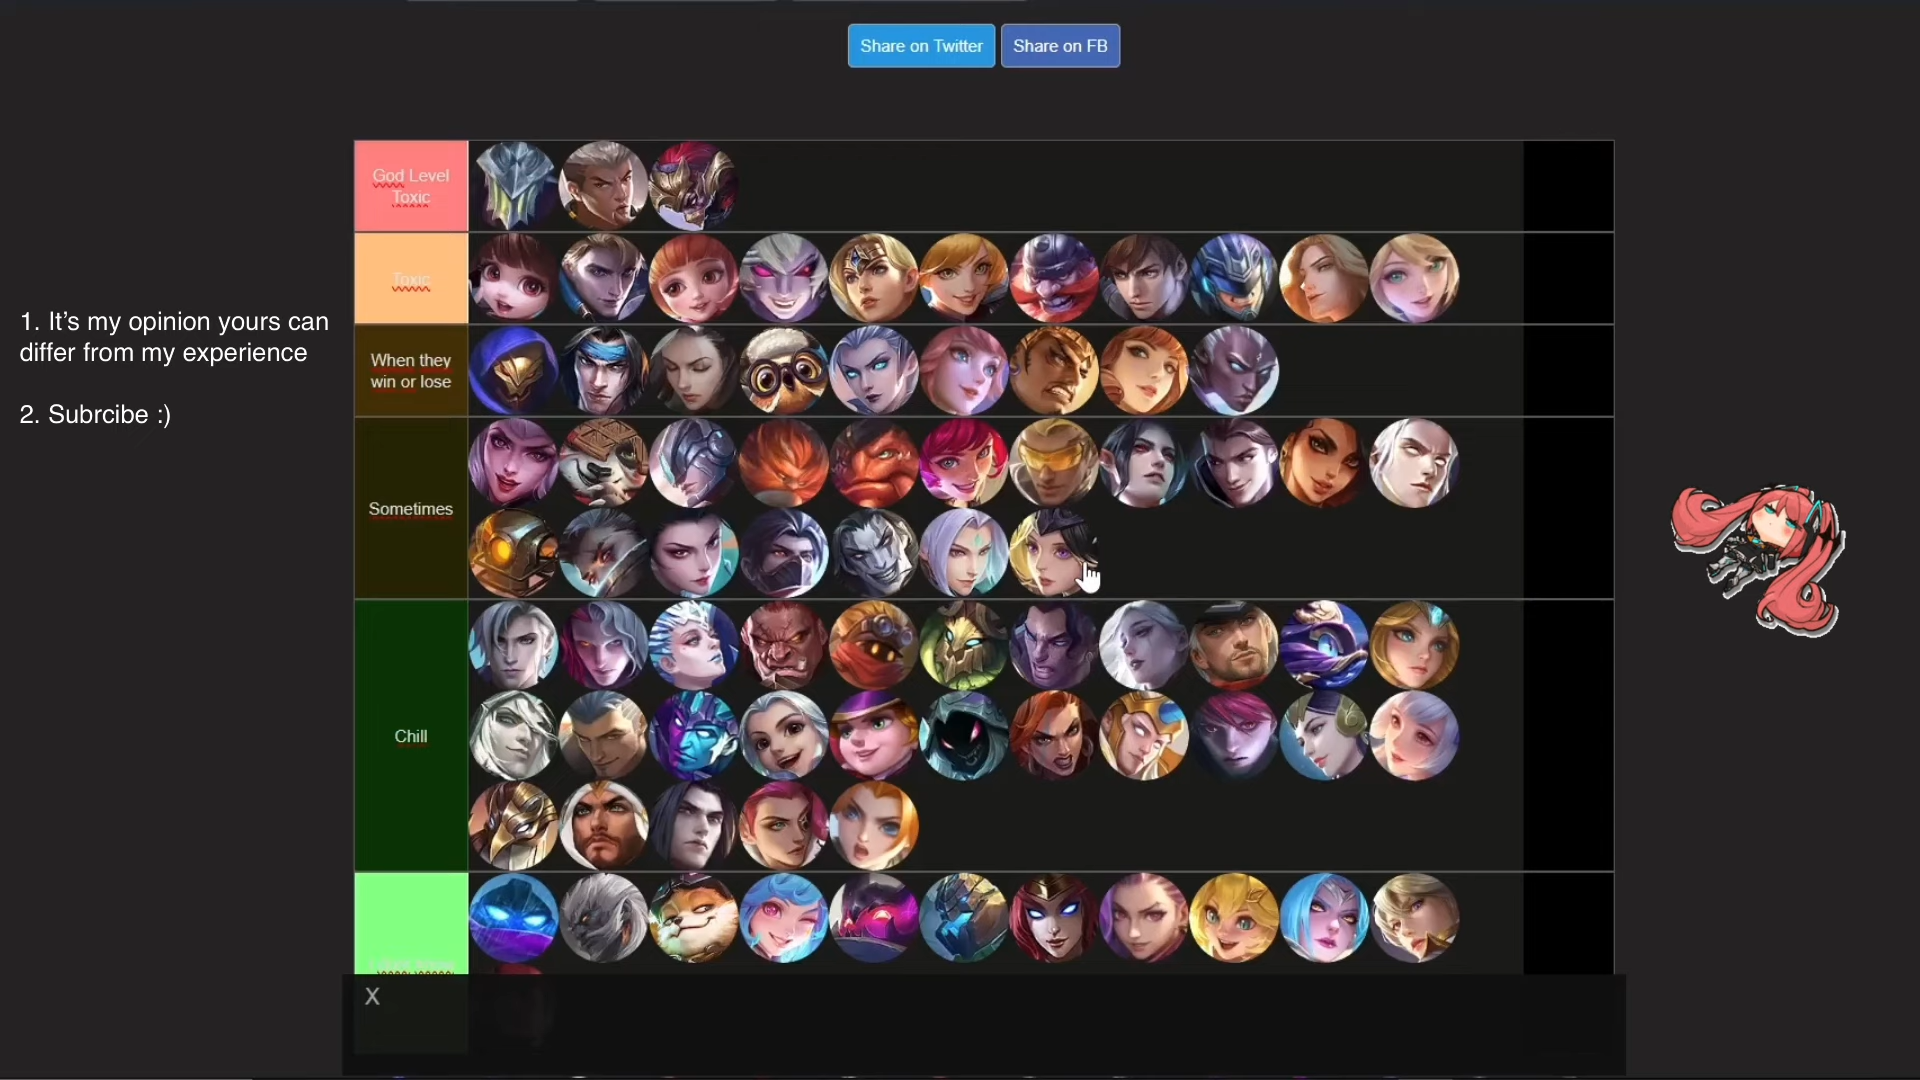 Share on Twitter
Share on FB
God Level
Toxic
Toxic
1. It's my opinion yours can
differ from my experience
2. Subrcibe :)
When they
win or lose
Sometimes
Chill
X